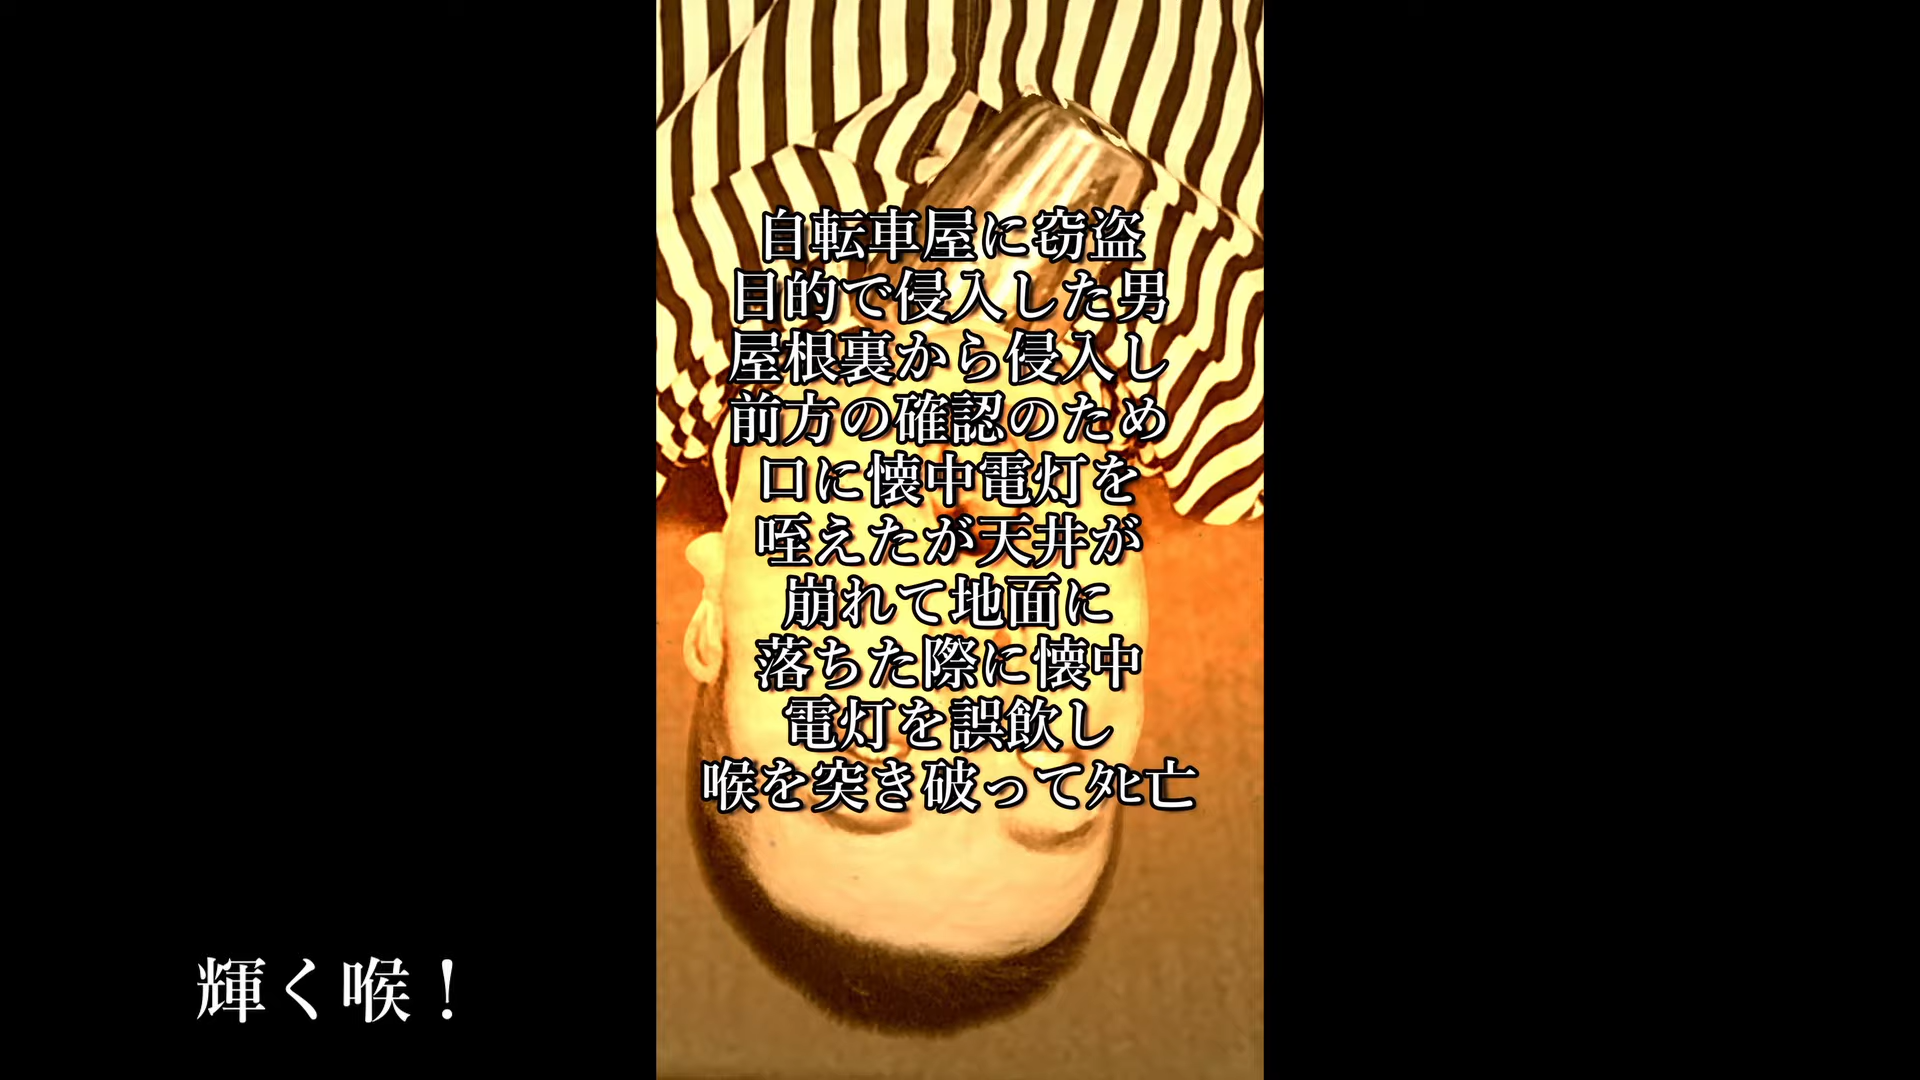 自転車屋に窃盗
目的で侵入した男
屋根裏から侵入し
前方の確認のため
口に懐中電灯を
咥えたが天井が
崩れて地面に
落ちた際に懐中
電灯を誤飲し
喉を突き破ってﾀﾋ亡
輝く喉！